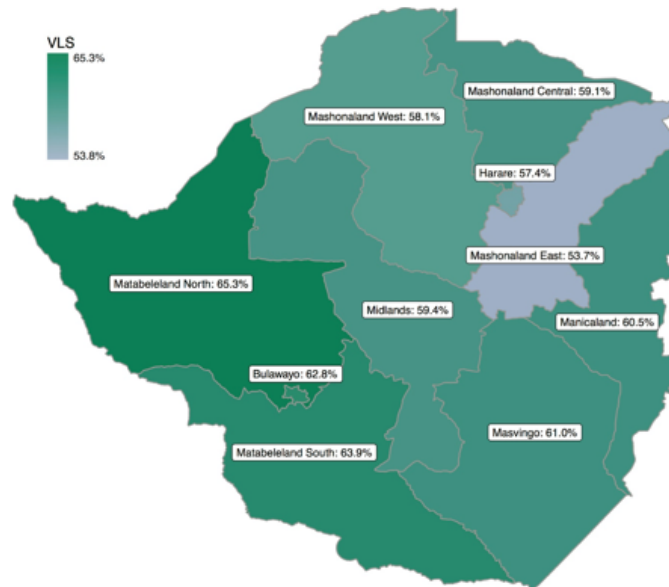 VLS
65.3%
53.8%
Mashonaland Central: 59.1%
Mashonaland West: 58.1%
Harare: 57.4%
Mashonaland East: 53.7%
Matabeleland North: 65.3%
Midlands: 59.4%
Manicaland: 60.5%
Bulawayo: 62.8%
Masvingo: 61.0%
Matabeleland South: 63.9%